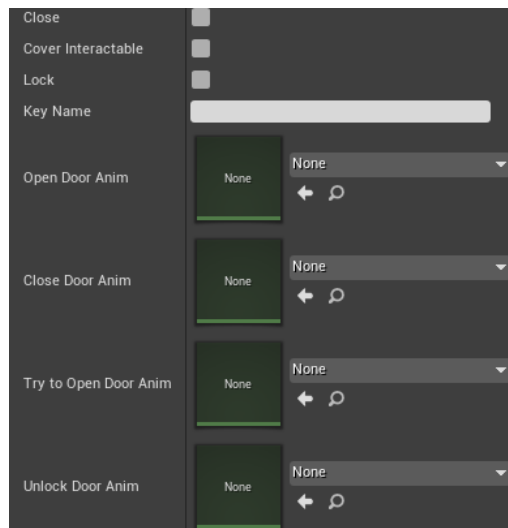 Close
Cover Interactable
Lock
Key Name
Open Door Anim
None
None
Close Door Anim
None
None
Try to Open Door Anim
None
None
Unlock Door Anim
None
None